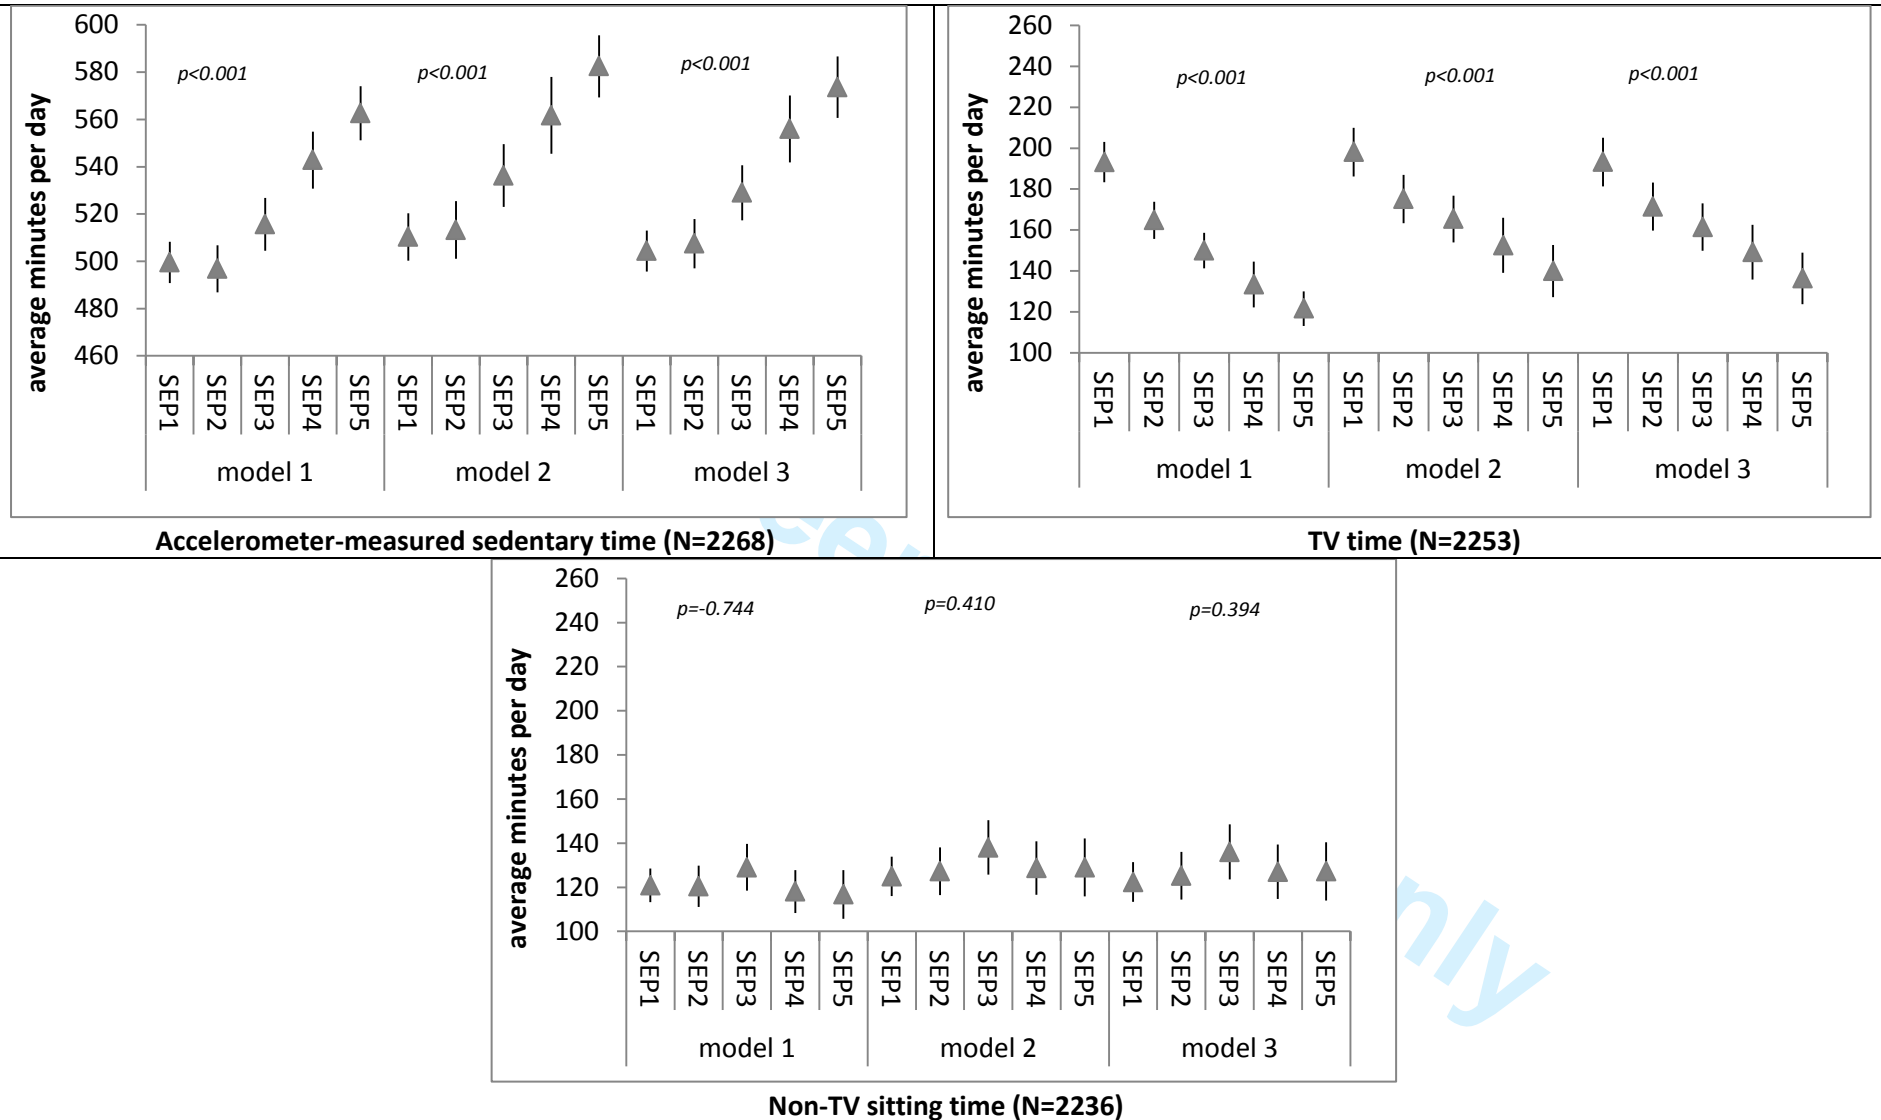 600
580
560
540
520
500
480
460
average minutes per day
p<0.001 p<0.001 p<0.001
SEP1 SEP2 SEP3 SEP4 SEP5 SEP1 SEP2 SEP3 SEP4 SEP5 SEP1 SEP2 SEP3 SEP4 SEP5
model 1 model 2 model 3
Accelerometer-measured sedentary time (N=2268)
260
240
220
200
180
160
140
120
100
average minutes per day
p<0.001 p<0.001 p<0.001
SEP1 SEP2 SEP3 SEP4 SEP5 SEP1 SEP2 SEP3 SEP4 SEP5 SEP1 SEP2 SEP3 SEP4 SEP5
model 1 model 2 model 3
TV time (N=2253)
260
240
220
200
180
160
140
120
100
average minutes per day
p=-0.744 p=0.410 p=0.394
SEP1 SEP2 SEP3 SEP4 SEP5 SEP1 SEP2 SEP3 SEP4 SEP5 SEP1 SEP2 SEP3 SEP4 SEP5
model 1 model 2 model 3
Non-TV sitting time (N=2236)